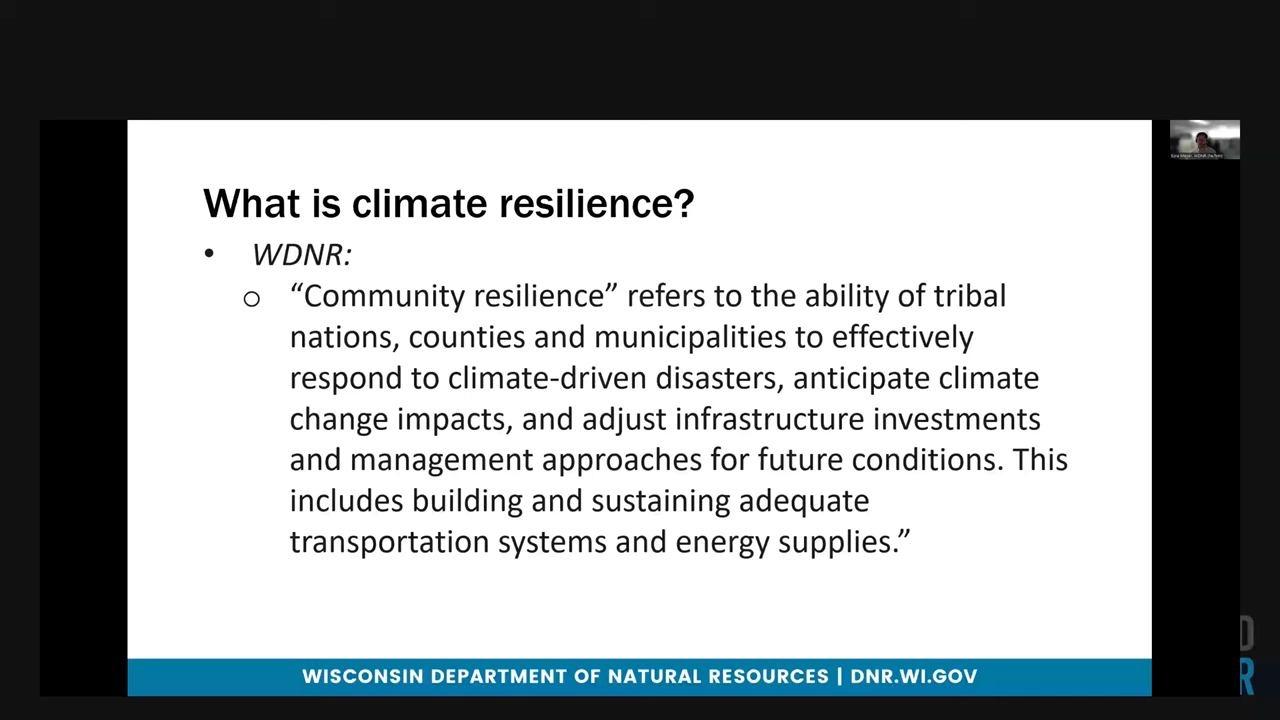 What is climate resilience?
• WDNR:
o “Community resilience” refers to the ability of tribal
nations, counties and municipalities to effectively
respond to climate-driven disasters, anticipate climate
change impacts, and adjust infrastructure investments
and management approaches for future conditions. This
includes building and sustaining adequate
transportation systems and energy supplies.”
WISCONSIN DEPARTMENT OF NATURAL RESOURCES | DNR.WI.GOV
D
R